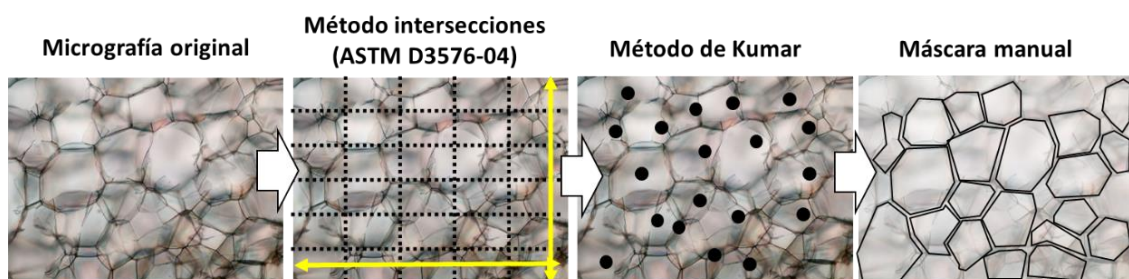 Micrografía original
Método intersecciones
(ASTM D3576-04)
Método de Kumar
Máscara manual